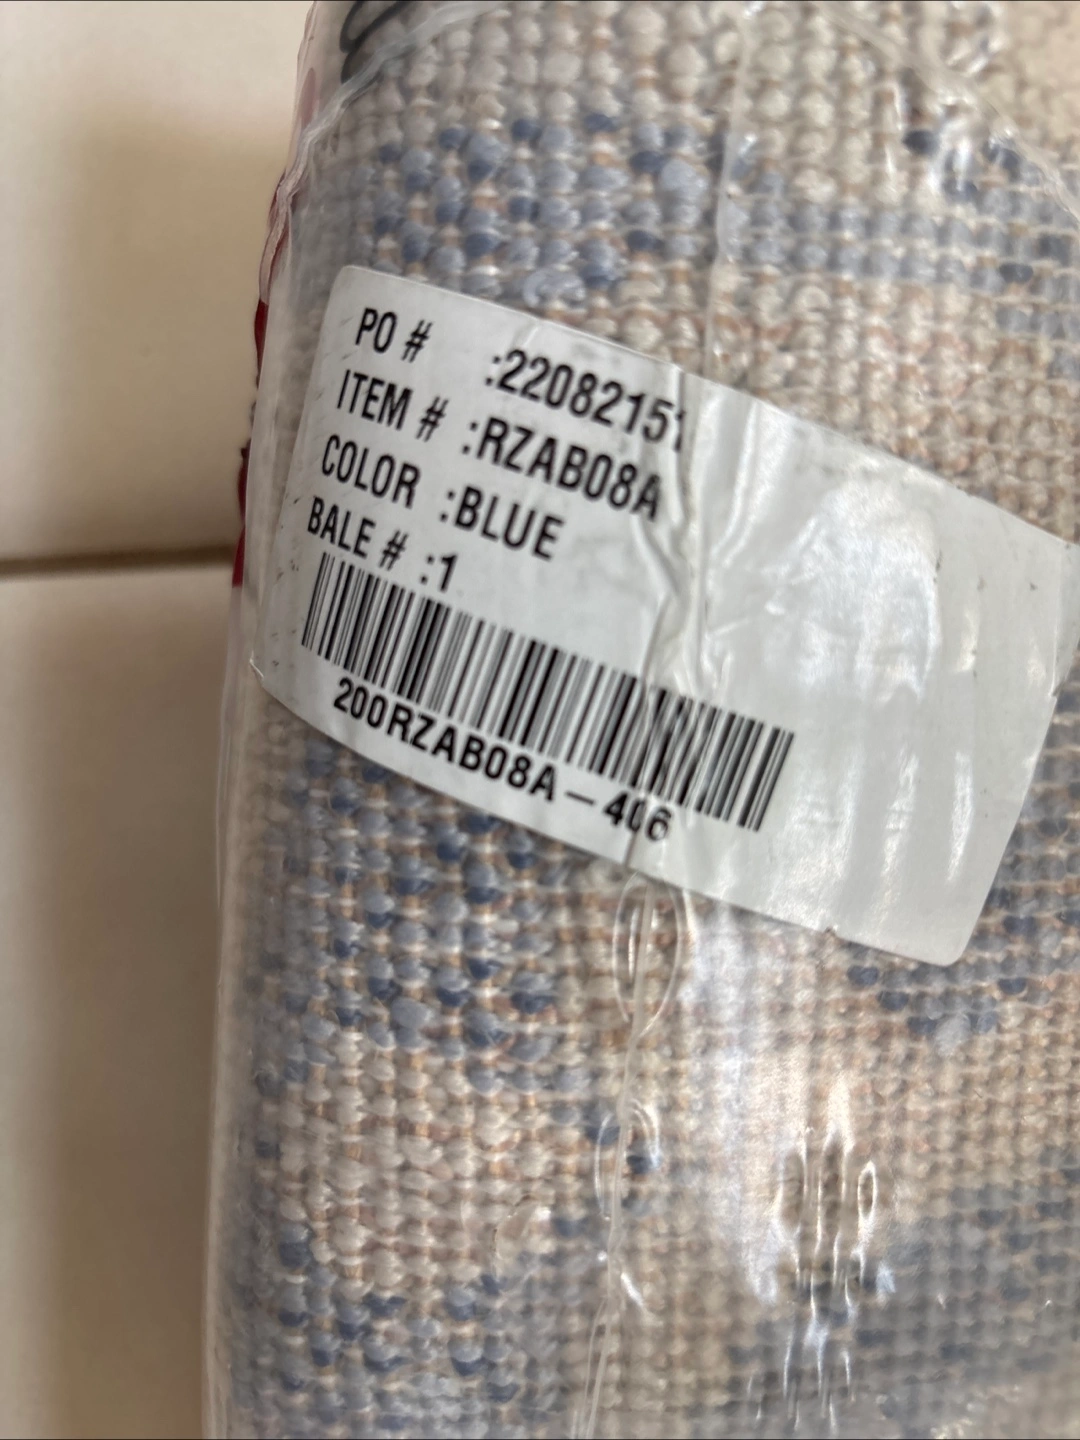 PO # :22082151
ITEM # :RZAB08A
COLOR :BLUE
BALE # :1
200RZAB08A-406